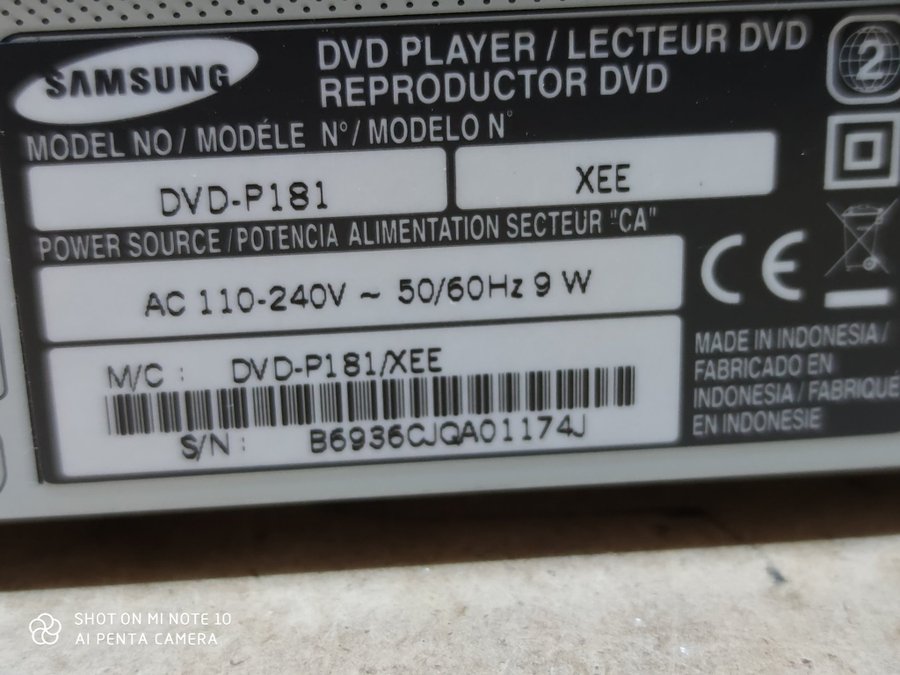 SAMSUNG
DVD PLAYER / LECTEUR DVD
REPRODUCTOR DVD
2
MODEL NO / MODÉLE N° / MODELO N°
DVD-P181
XEE
POWER SOURCE / POTENCIA ALIMENTATION SECTEUR "CA"
AC 110-240V ~ 50/60Hz 9 W
CE
M/C : DVD-P181/XEE
S/N : B6936CJQA01174J
MADE IN INDONESIA /
FABRICADO EN
INDONESIA / FABRIQUÉ
EN INDONESIE
SHOT ON MI NOTE 10
AI PENTA CAMERA